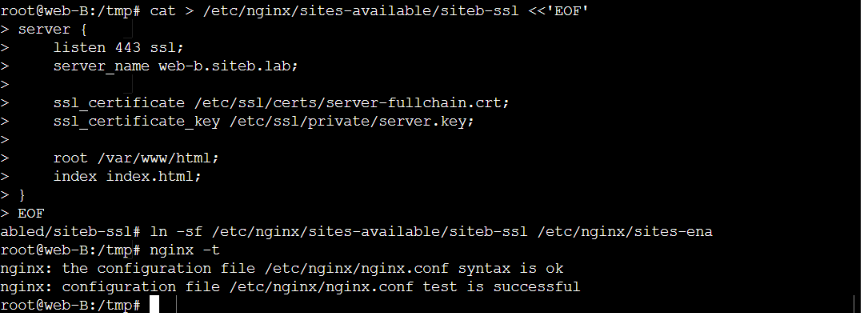 root@web-B:/tmp# cat > /etc/nginx/sites-available/siteb-ssl <<'EOF'
> server {
>     listen 443 ssl;
>     server_name web-b.siteb.lab;
>
>     ssl_certificate /etc/ssl/certs/server-fullchain.crt;
>     ssl_certificate_key /etc/ssl/private/server.key;
>
>     root /var/www/html;
>     index index.html;
> }
> EOF
abled/siteb-ssl# ln -sf /etc/nginx/sites-available/siteb-ssl /etc/nginx/sites-ena
root@web-B:/tmp# nginx -t
nginx: the configuration file /etc/nginx/nginx.conf syntax is ok
nginx: configuration file /etc/nginx/nginx.conf test is successful
root@web-B:/tmp#